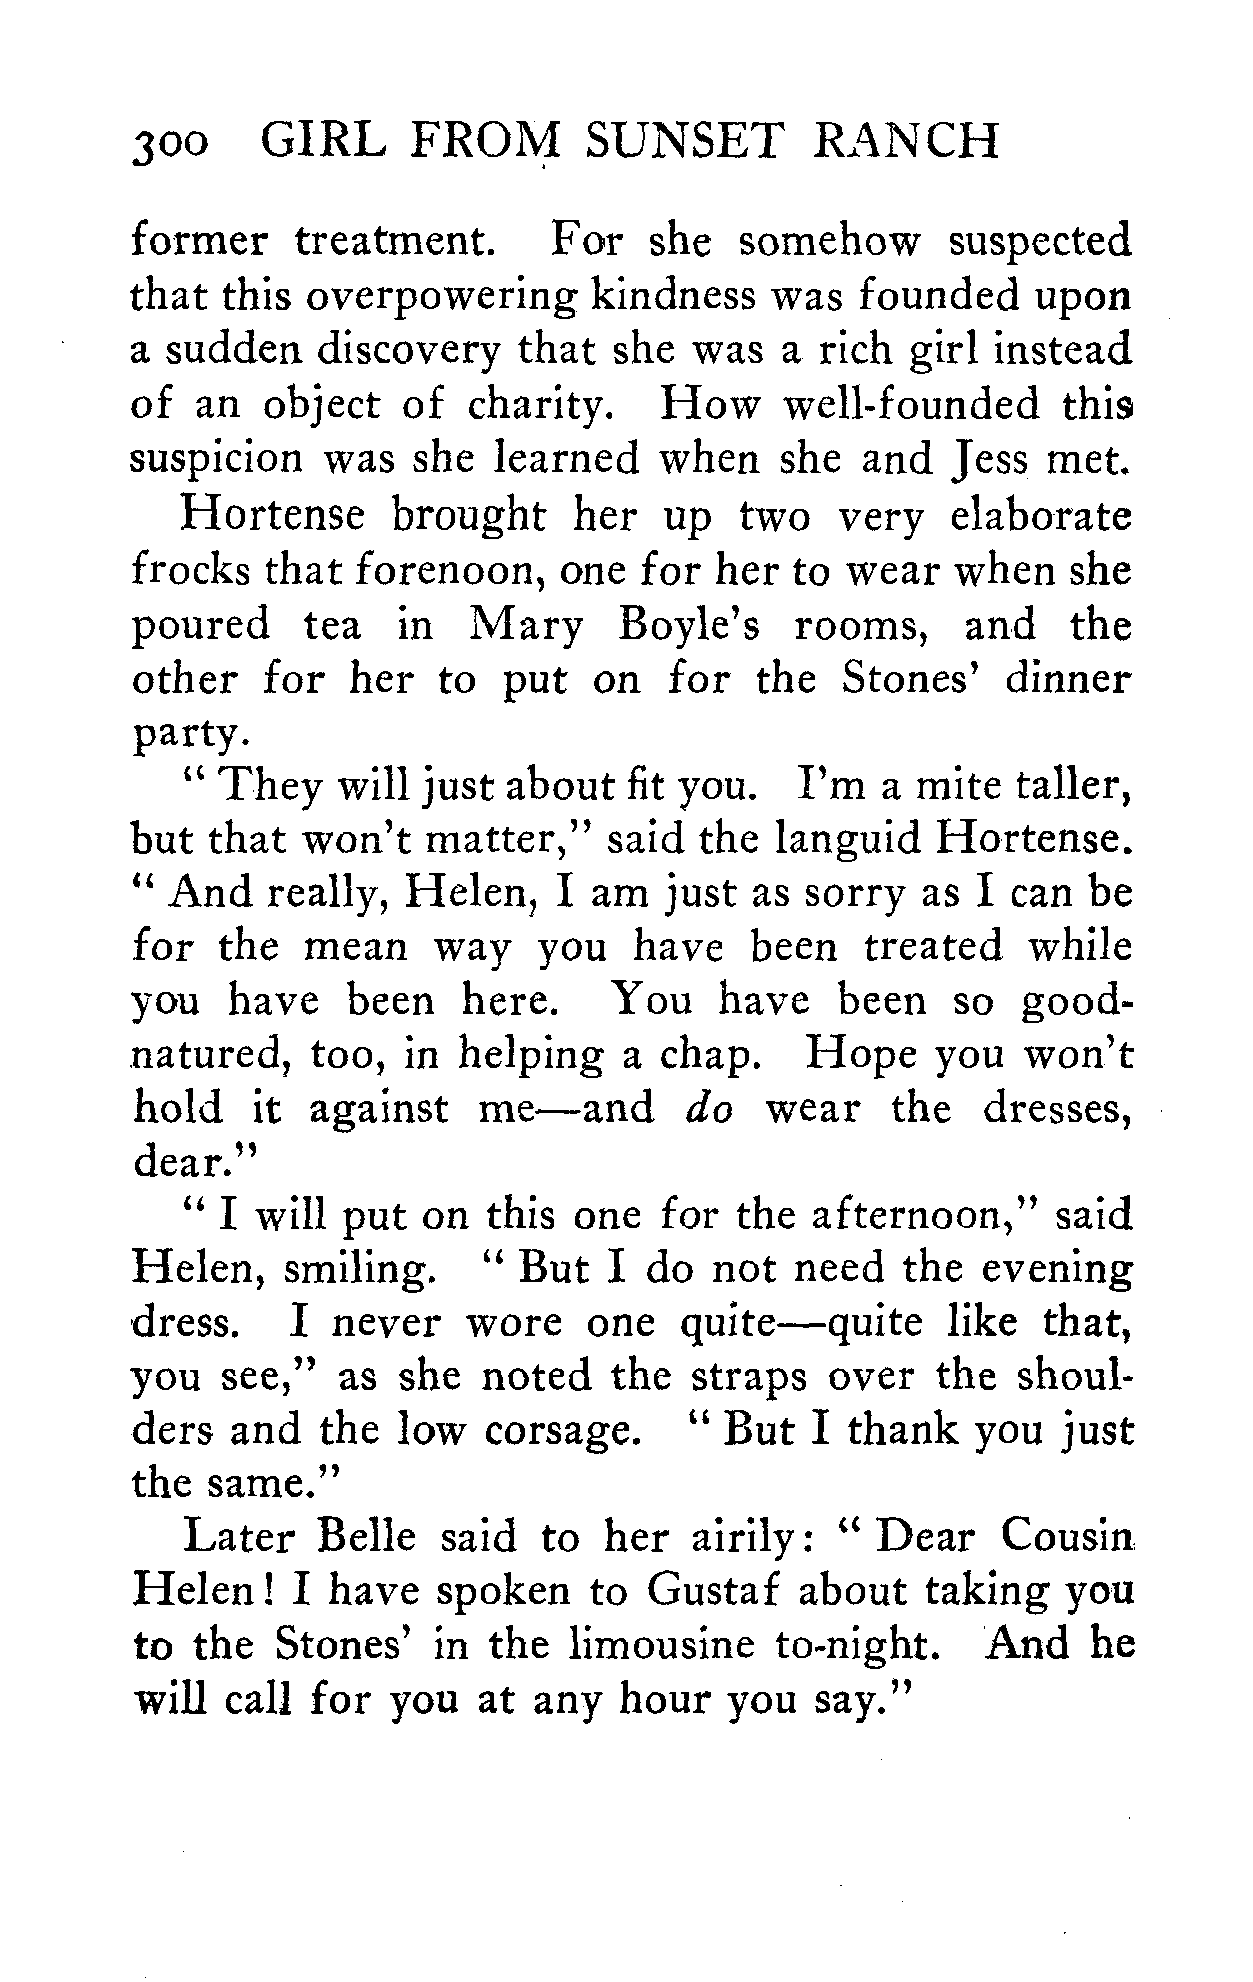 300 GIRL FROM SUNSET RANCH
former treatment. For she somehow suspected
that this overpowering kindness was founded upon
a sudden discovery that she was a rich girl instead
of an object of charity. How well-founded this
suspicion was she learned when she and Jess met.
Hortense brought her up two very elaborate
frocks that forenoon, one for her to wear when she
poured tea in Mary Boyle's rooms, and the
other for her to put on for the Stones' dinner
party.
" They will just about fit you. I'm a mite taller,
but that won't matter," said the languid Hortense.
" And really, Helen, I am just as sorry as I can be
for the mean way you have been treated while
you have been here. You have been so good-
natured, too, in helping a chap. Hope you won't
hold it against me—and do wear the dresses,
dear."
" I will put on this one for the afternoon," said
Helen, smiling. " But I do not need the evening
dress. I never wore one quite—quite like that,
you see," as she noted the straps over the shoul-
ders and the low corsage. " But I thank you just
the same."
Later Belle said to her airily: " Dear Cousin
Helen! I have spoken to Gustaf about taking you
to the Stones' in the limousine to-night. And he
will call for you at any hour you say."